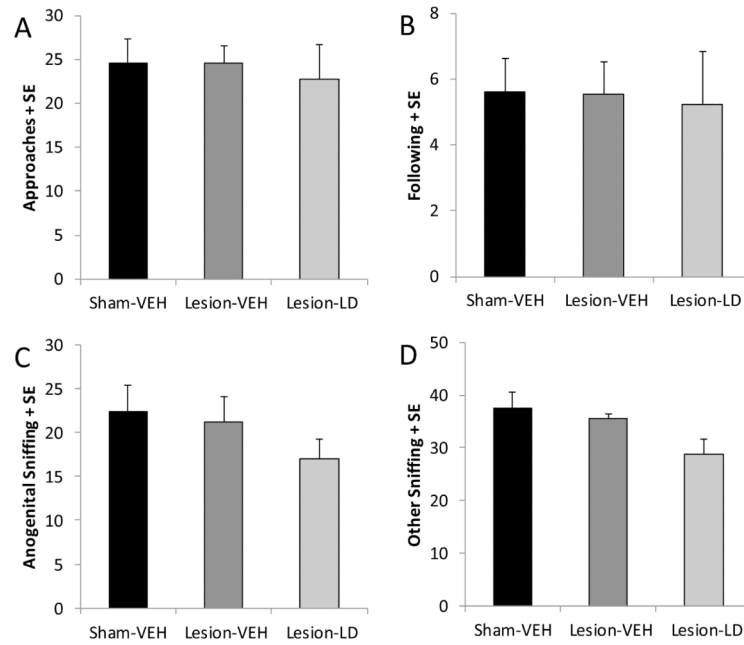 A
Approaches + SE
30
25
20
15
10
5
0
Sham-VEH Lesion-VEH Lesion-LD
B
Following + SE
8
6
4
2
0
Sham-VEH Lesion-VEH Lesion-LD
C
Anogenital Sniffing + SE
30
25
20
15
10
5
0
Sham-VEH Lesion-VEH Lesion-LD
D
Other Sniffing + SE
50
40
30
20
10
0
Sham-VEH Lesion-VEH Lesion-LD